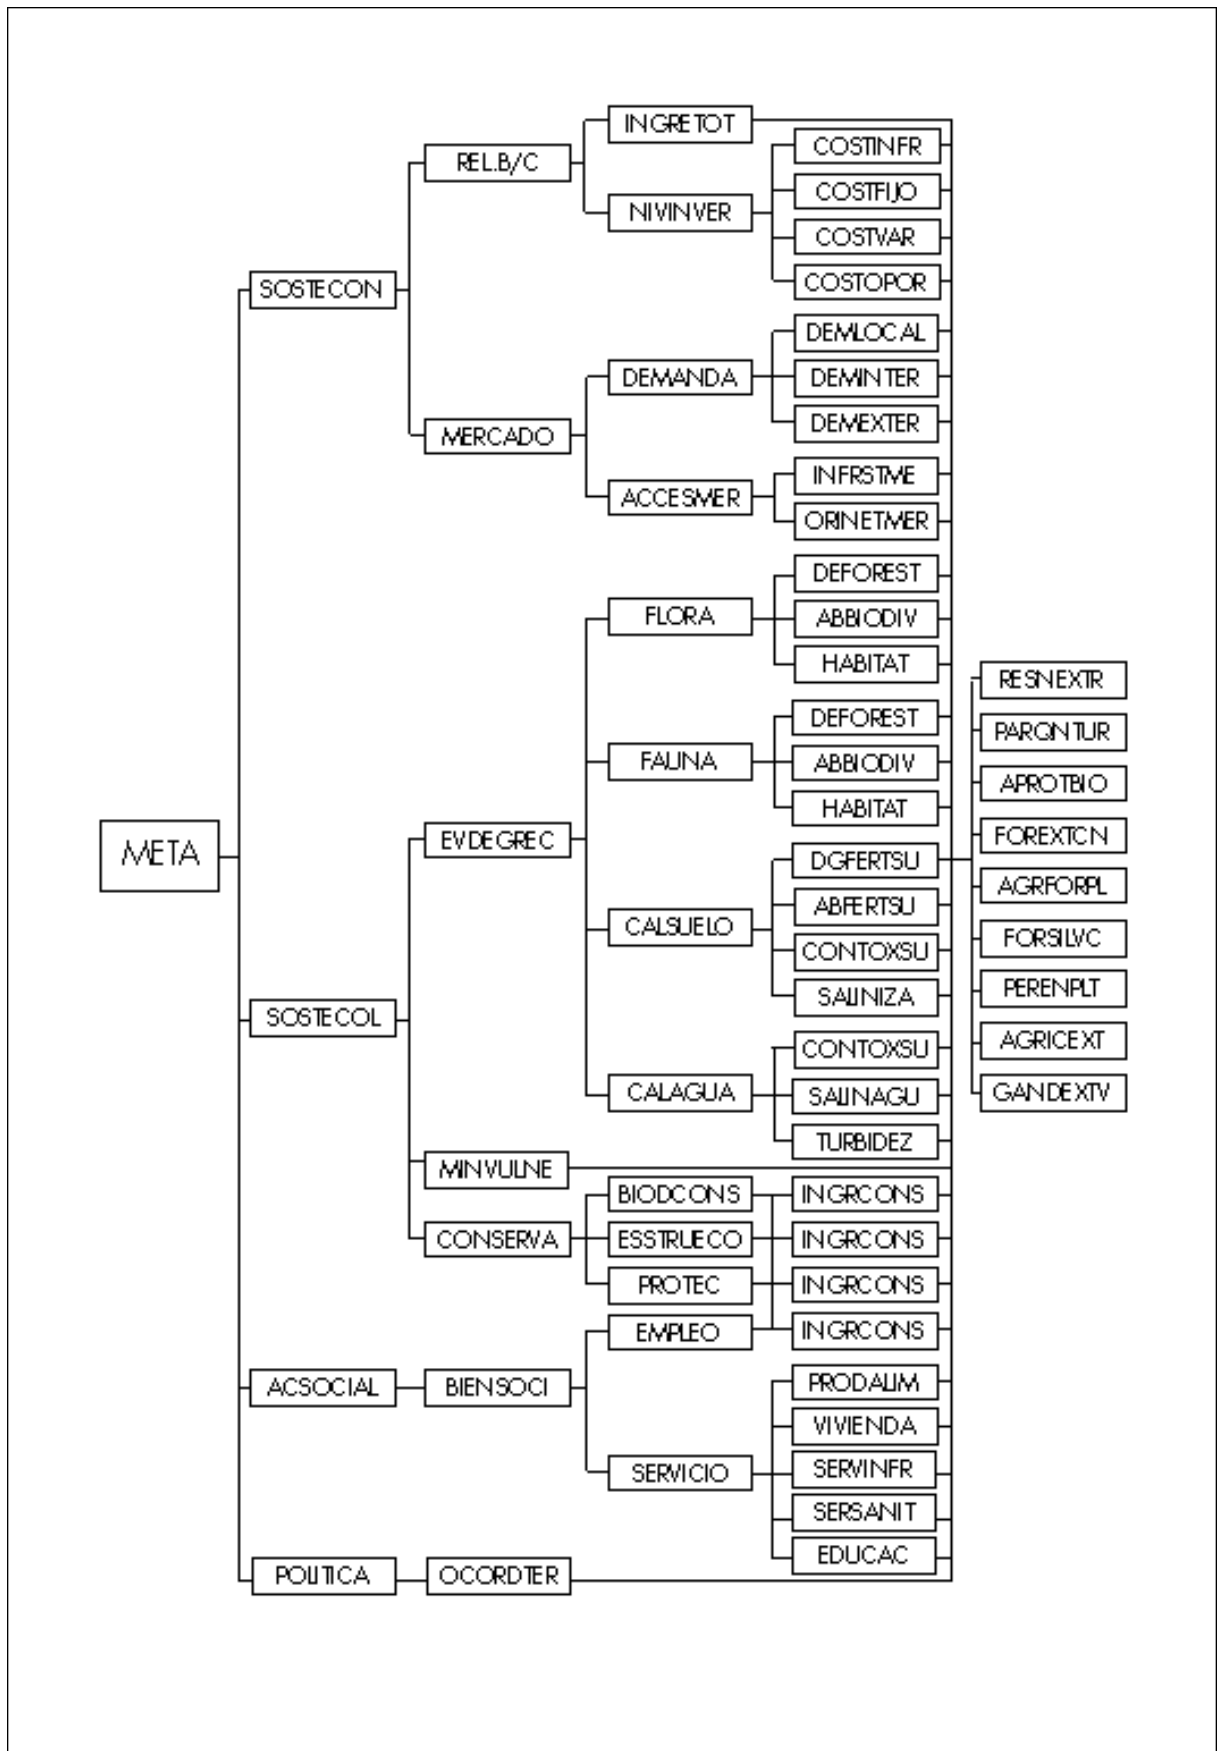 META
SOSTECON
SOSTECOL
ACSOCIAL
POLITICA
REL.B/C
MERCADO
EVDEGREC
MINVULNE
CONSERVA
BIENSOCI
OCORDTER
INGRETOT
NIVINVER
DEMANDA
ACCESMER
FLORA
FAUNA
CALSUELO
CALAGUA
BIODCONS
ESSTRUECO
PROTEC
EMPLEO
SERVICIO
COSTINFR
COSTFIJO
COSTVAR
COSTOPOR
DEMLOCAL
DEMINTER
DEMEXTER
INFRSTME
ORINETMER
DEFOREST
ABBIODIV
HABITAT
DEFOREST
ABBIODIV
HABITAT
DGFERTSU
ABFERTSU
CONTOXSU
SALINIZA
CONTOXSU
SALINAGU
TURBIDEZ
INGRCONS
INGRCONS
INGRCONS
INGRCONS
PRODALIM
VIVIENDA
SERVINFR
SERSANIT
EDUCAC
RESNEXTR
PARQNTUR
APROTBIO
FOREXTCN
AGRFORPL
FORSILVC
PERENPLT
AGRICEXT
GANDEXTV